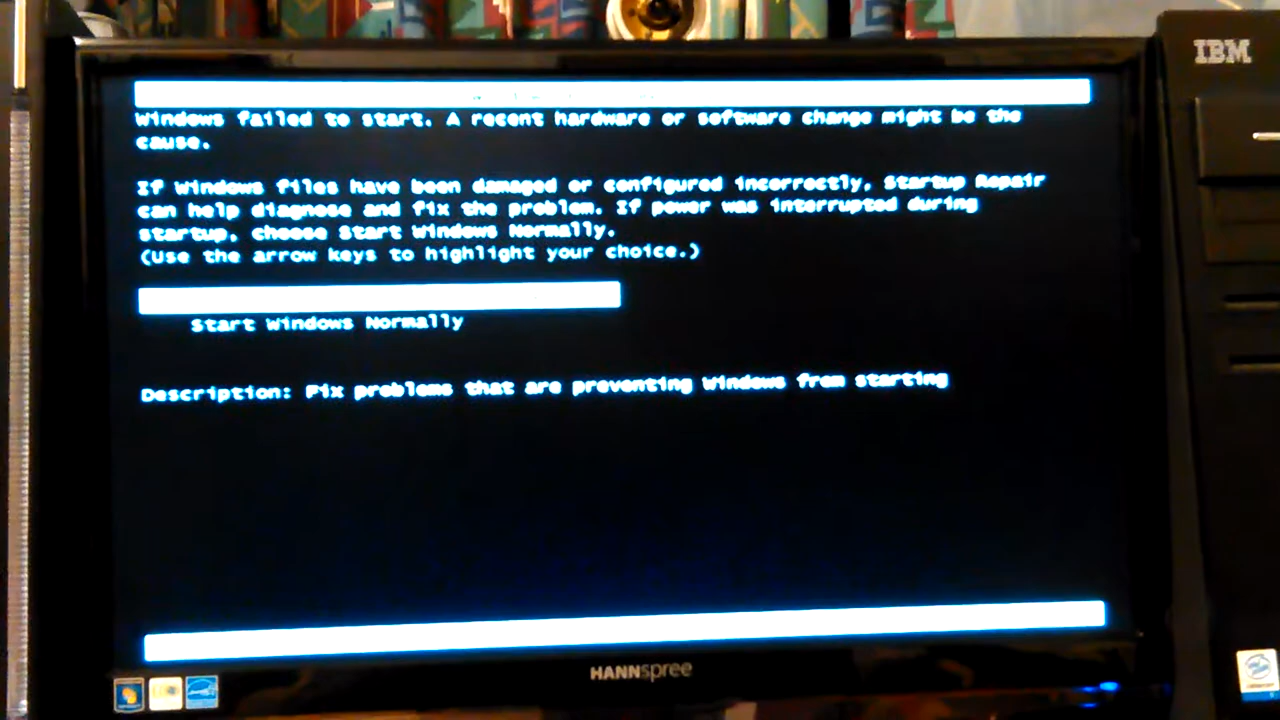 IBM
Windows failed to start. A recent hardware or software change might be the
cause.
If Windows files have been damaged or configured incorrectly, Startup Repair
can help diagnose and fix the problem. If power was interrupted during
startup, choose Start Windows Normally.
(Use the arrow keys to highlight your choice.)
Start Windows Normally
Description: Fix problems that are preventing Windows from starting
HANNspree